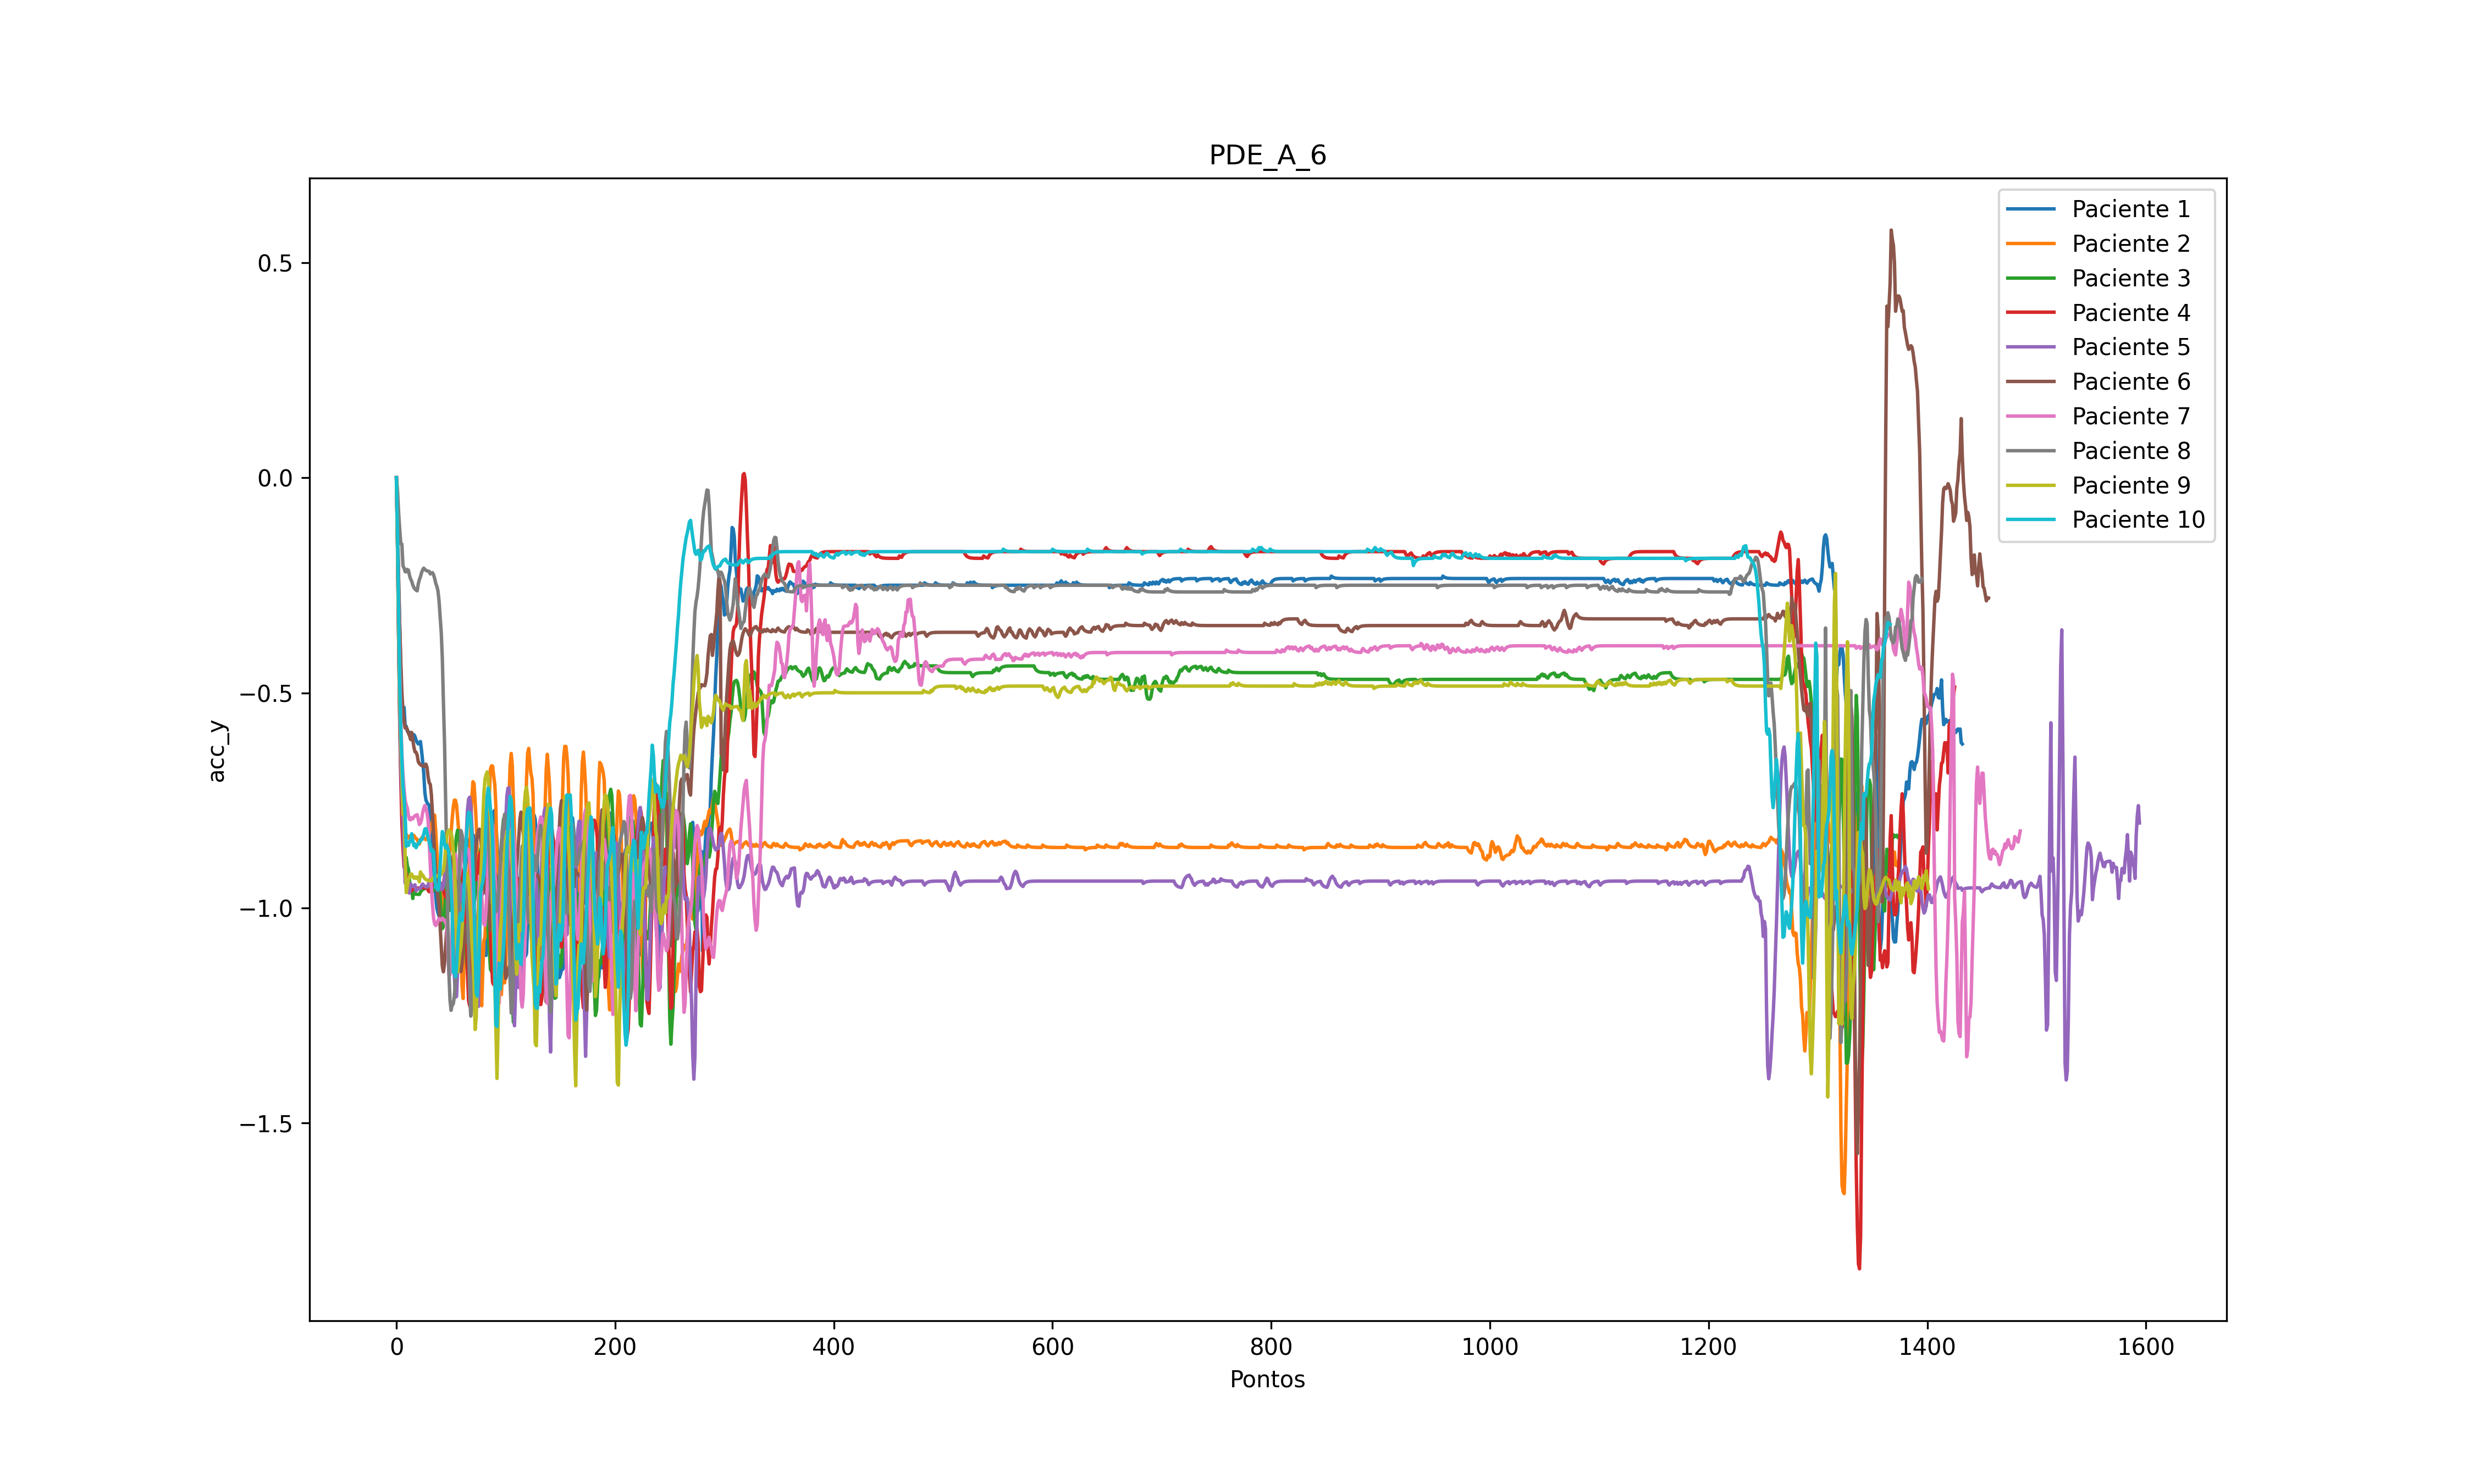 PDE_A_6
acc_y
0.5
0.0
−0.5
−1.0
−1.5
0 200 400 600 800 1000 1200 1400 1600
Pontos
Paciente 1
Paciente 2
Paciente 3
Paciente 4
Paciente 5
Paciente 6
Paciente 7
Paciente 8
Paciente 9
Paciente 10